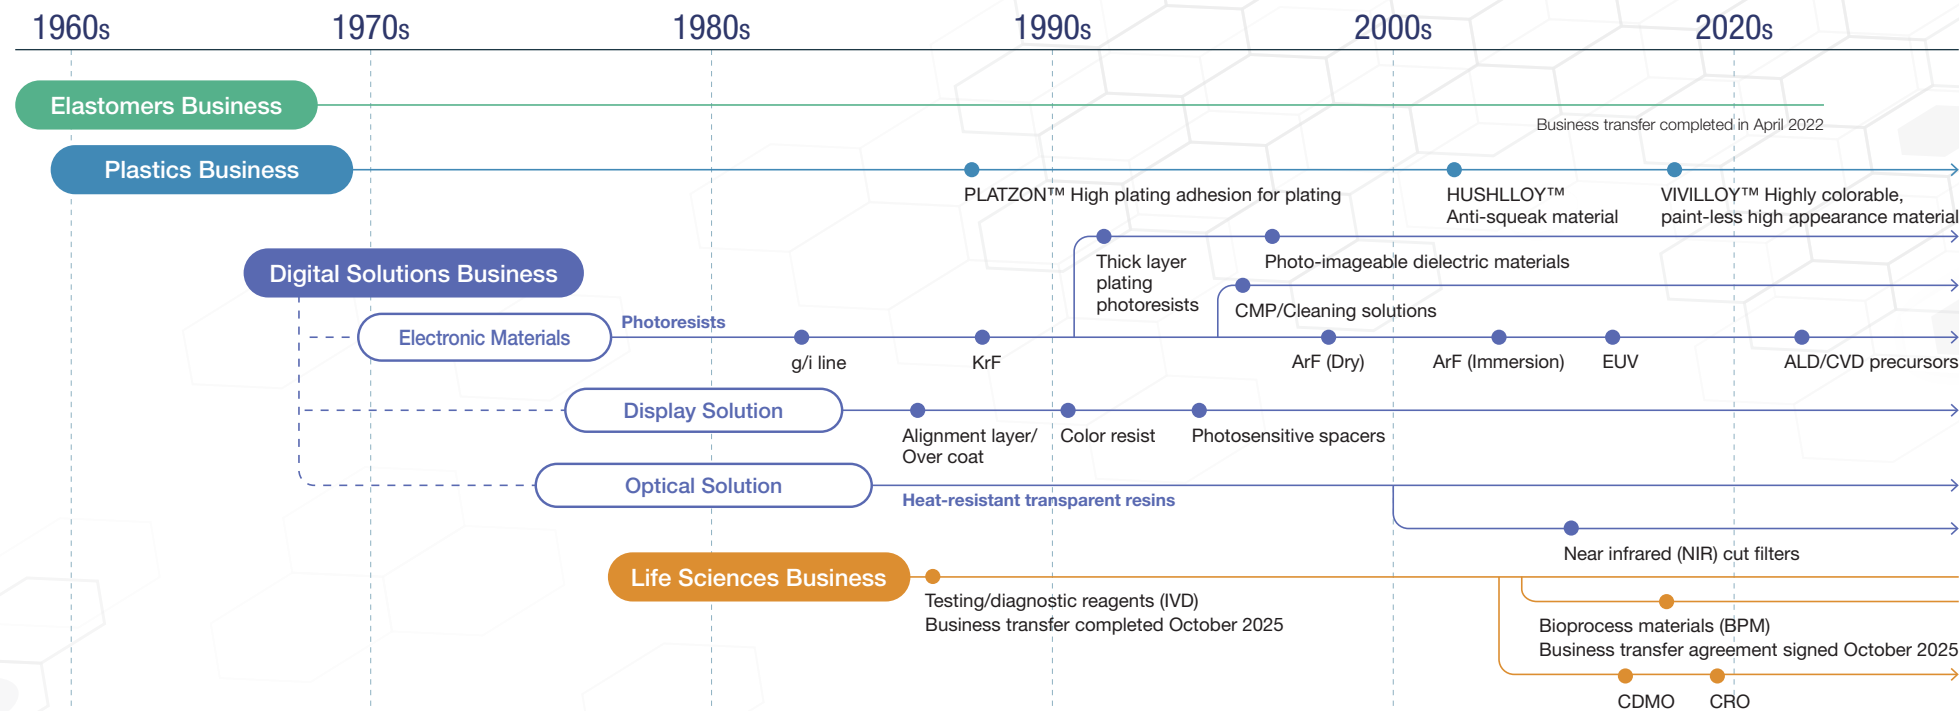 1960s 1970s 1980s 1990s 2000s 2020s
Elastomers Business
Business transfer completed in April 2022
Plastics Business
PLATZON™ High plating adhesion for plating
HUSHLLOY™
Anti-squeak material
VIVILLOY™ Highly colorable,
paint-less high appearance material
Digital Solutions Business
Thick layer
plating
photoresists
Photo-imageable dielectric materials
CMP/Cleaning solutions
Electronic Materials
Photoresists
g/i line
KrF
ArF (Dry)
ArF (Immersion)
EUV
ALD/CVD precursors
Display Solution
Alignment layer/
Over coat
Color resist
Photosensitive spacers
Optical Solution
Heat-resistant transparent resins
Near infrared (NIR) cut filters
Life Sciences Business
Testing/diagnostic reagents (IVD)
Business transfer completed October 2025
Bioprocess materials (BPM)
Business transfer agreement signed October 2025
CDMO
CRO